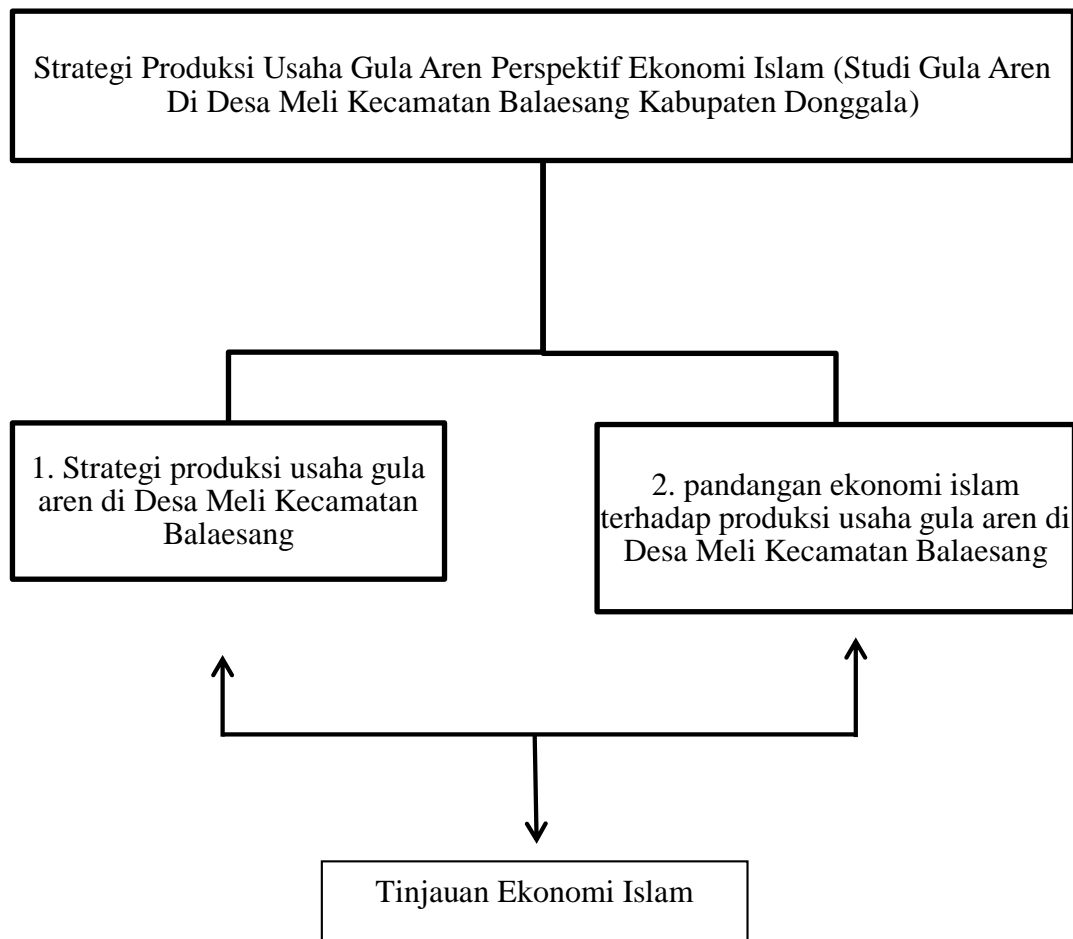 Strategi Produksi Usaha Gula Aren Perspektif Ekonomi Islam (Studi Gula Aren
Di Desa Meli Kecamatan Balaesang Kabupaten Donggala)
1. Strategi produksi usaha gula
aren di Desa Meli Kecamatan
Balaesang
2. pandangan ekonomi islam
terhadap produksi usaha gula aren di
Desa Meli Kecamatan Balaesang
Tinjauan Ekonomi Islam